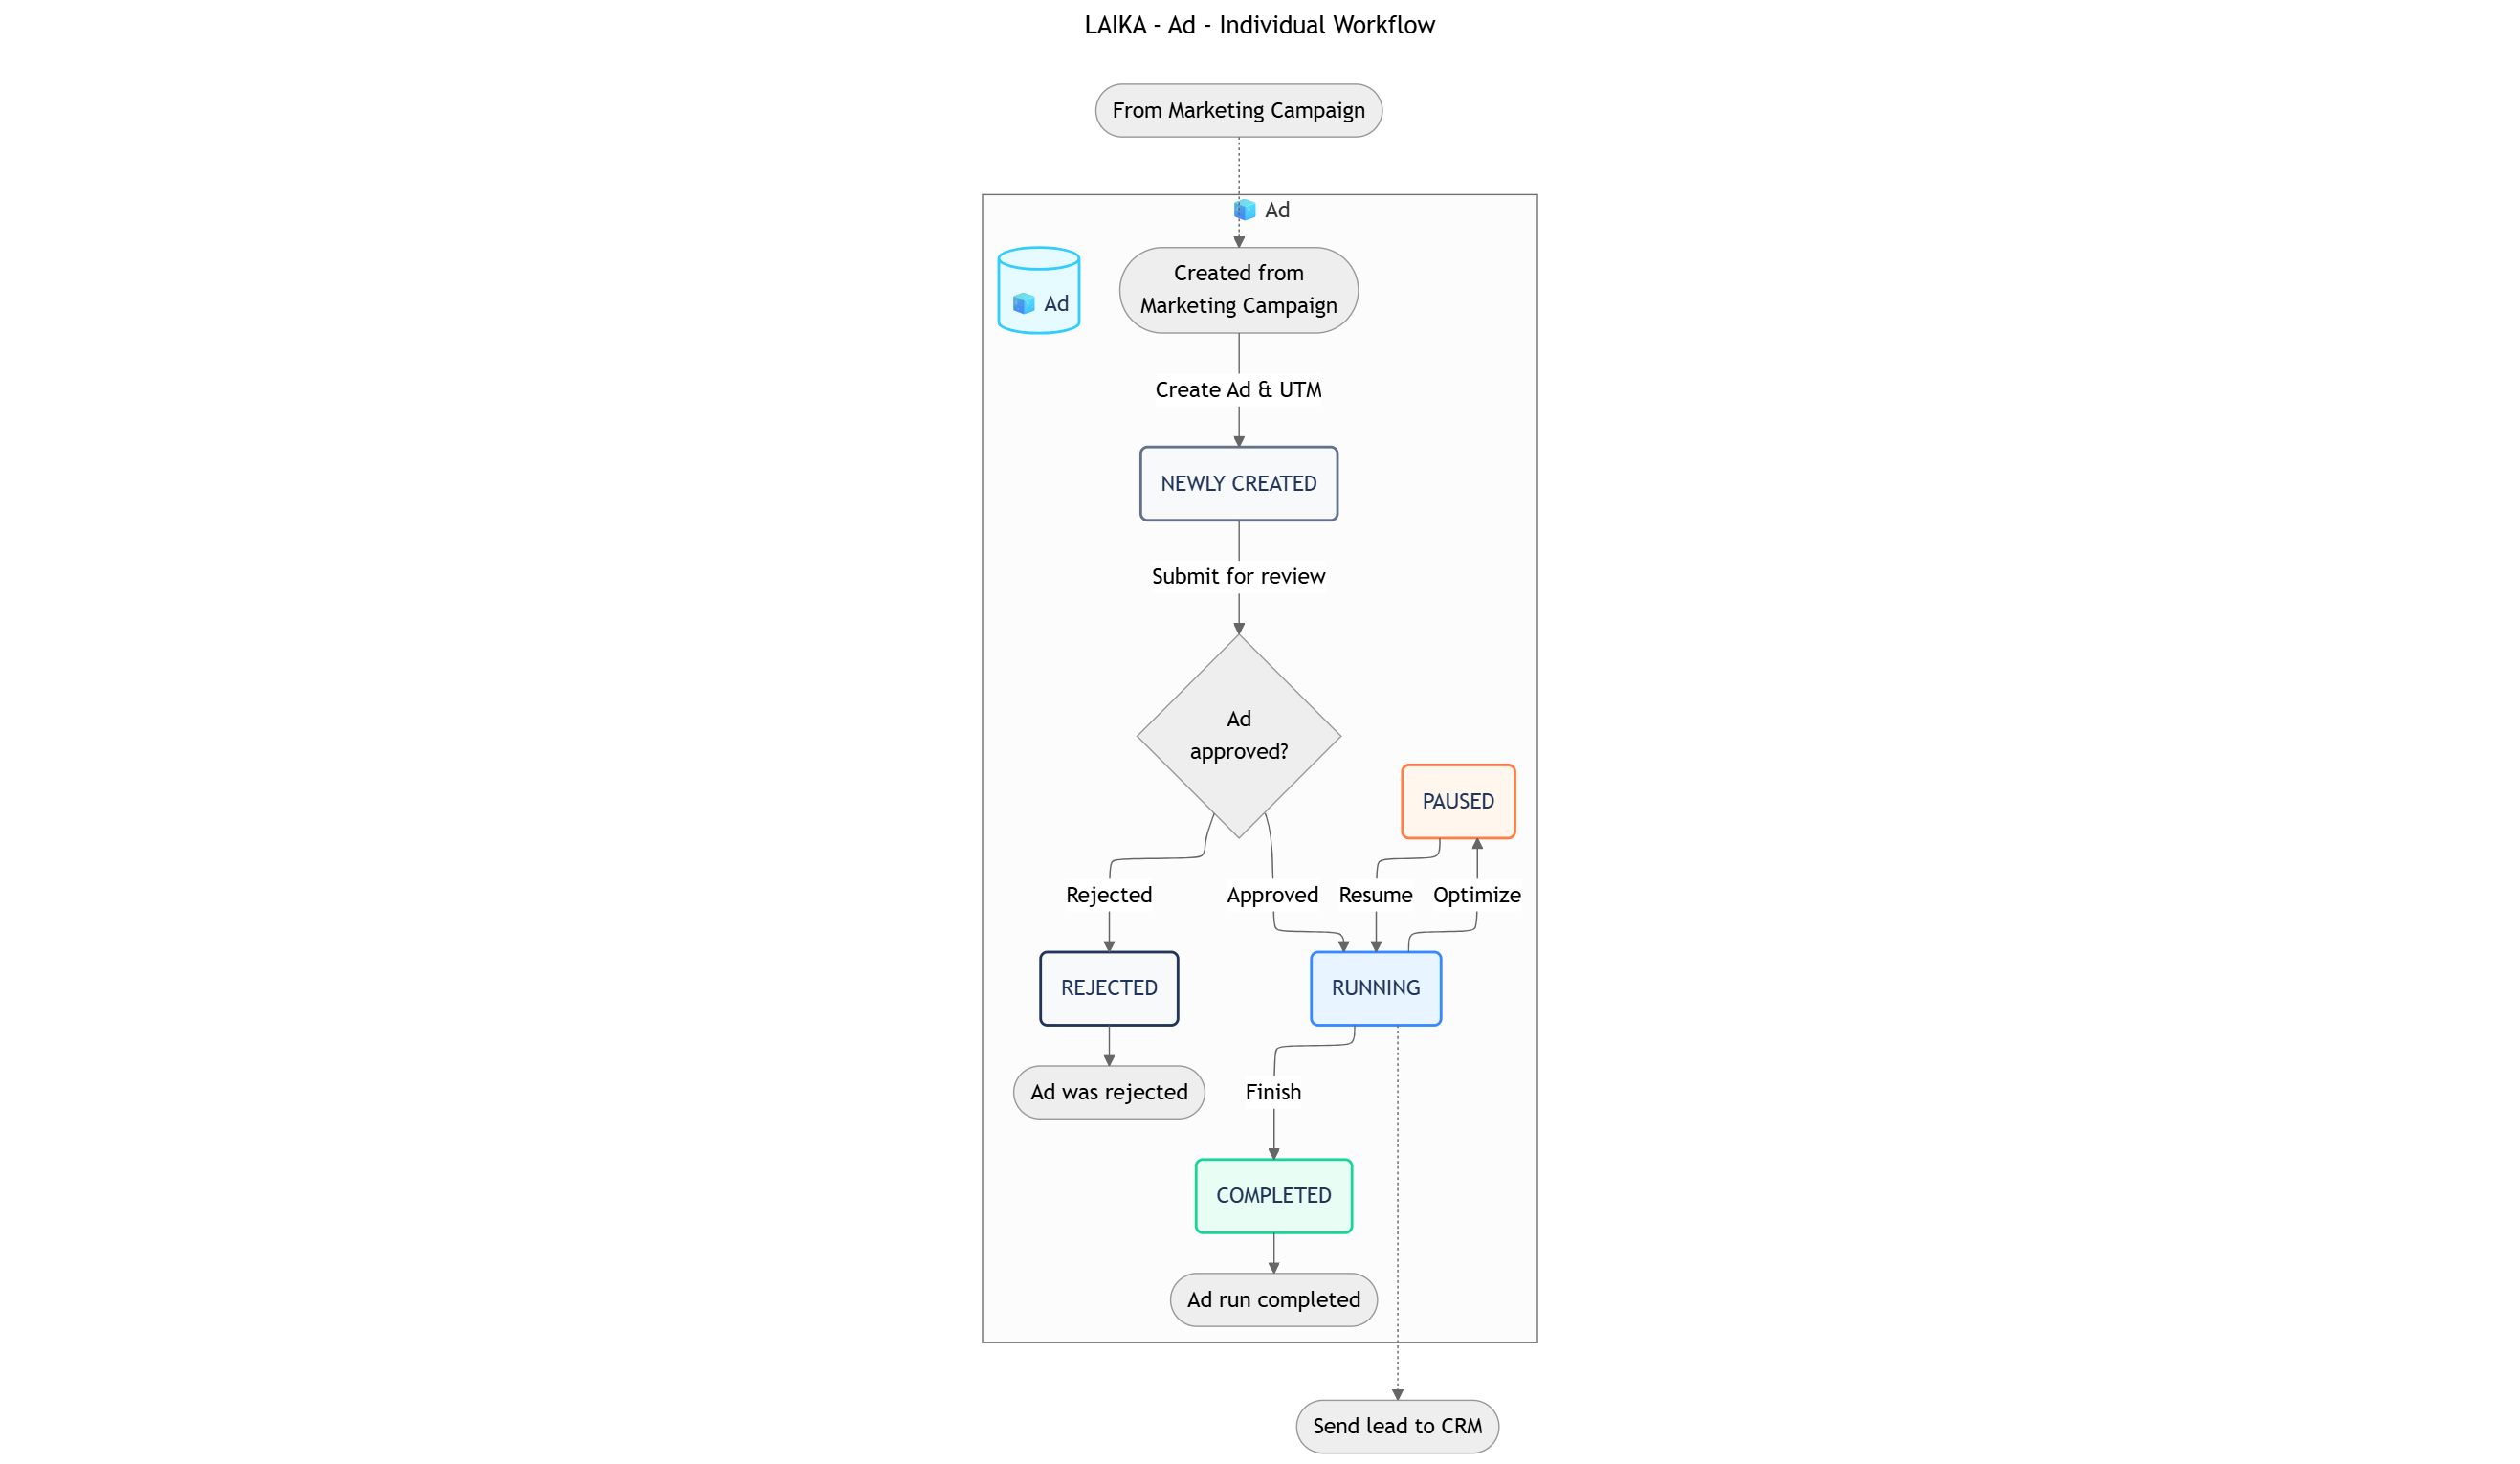 LAIKA - Ad - Individual Workflow
From Marketing Campaign
Ad
Ad
Created from
Marketing Campaign
Create Ad & UTM
NEWLY CREATED
Submit for review
Ad
approved?
PAUSED
Rejected
Approved
Resume
Optimize
REJECTED
RUNNING
Ad was rejected
Finish
COMPLETED
Ad run completed
Send lead to CRM